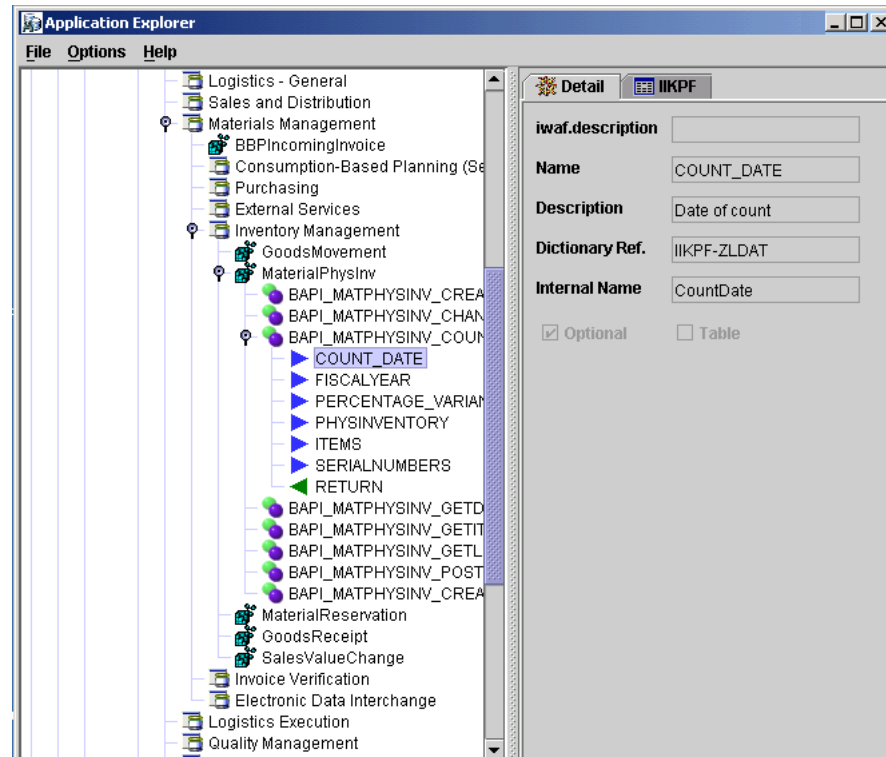 Application Explorer
File Options Help
Logistics - General
Sales and Distribution
Materials Management
BBPIncomingInvoice
Consumption-Based Planning (Se
Purchasing
External Services
Inventory Management
GoodsMovement
MaterialPhysInv
BAPI_MATPHYSINV_CREA
BAPI_MATPHYSINV_CHAN
BAPI_MATPHYSINV_COUN
COUNT_DATE
FISCALYEAR
PERCENTAGE_VARIAN
PHYSINVENTORY
ITEMS
SERIALNUMBERS
RETURN
BAPI_MATPHYSINV_GETD
BAPI_MATPHYSINV_GETIT
BAPI_MATPHYSINV_GETL
BAPI_MATPHYSINV_POST
BAPI_MATPHYSINV_CREA
MaterialReservation
GoodsReceipt
SalesValueChange
Invoice Verification
Electronic Data Interchange
Logistics Execution
Quality Management
Detail IIKPF
iwaf.description
Name COUNT_DATE
Description Date of count
Dictionary Ref. IIKPF-ZLDAT
Internal Name CountDate
Optional Table